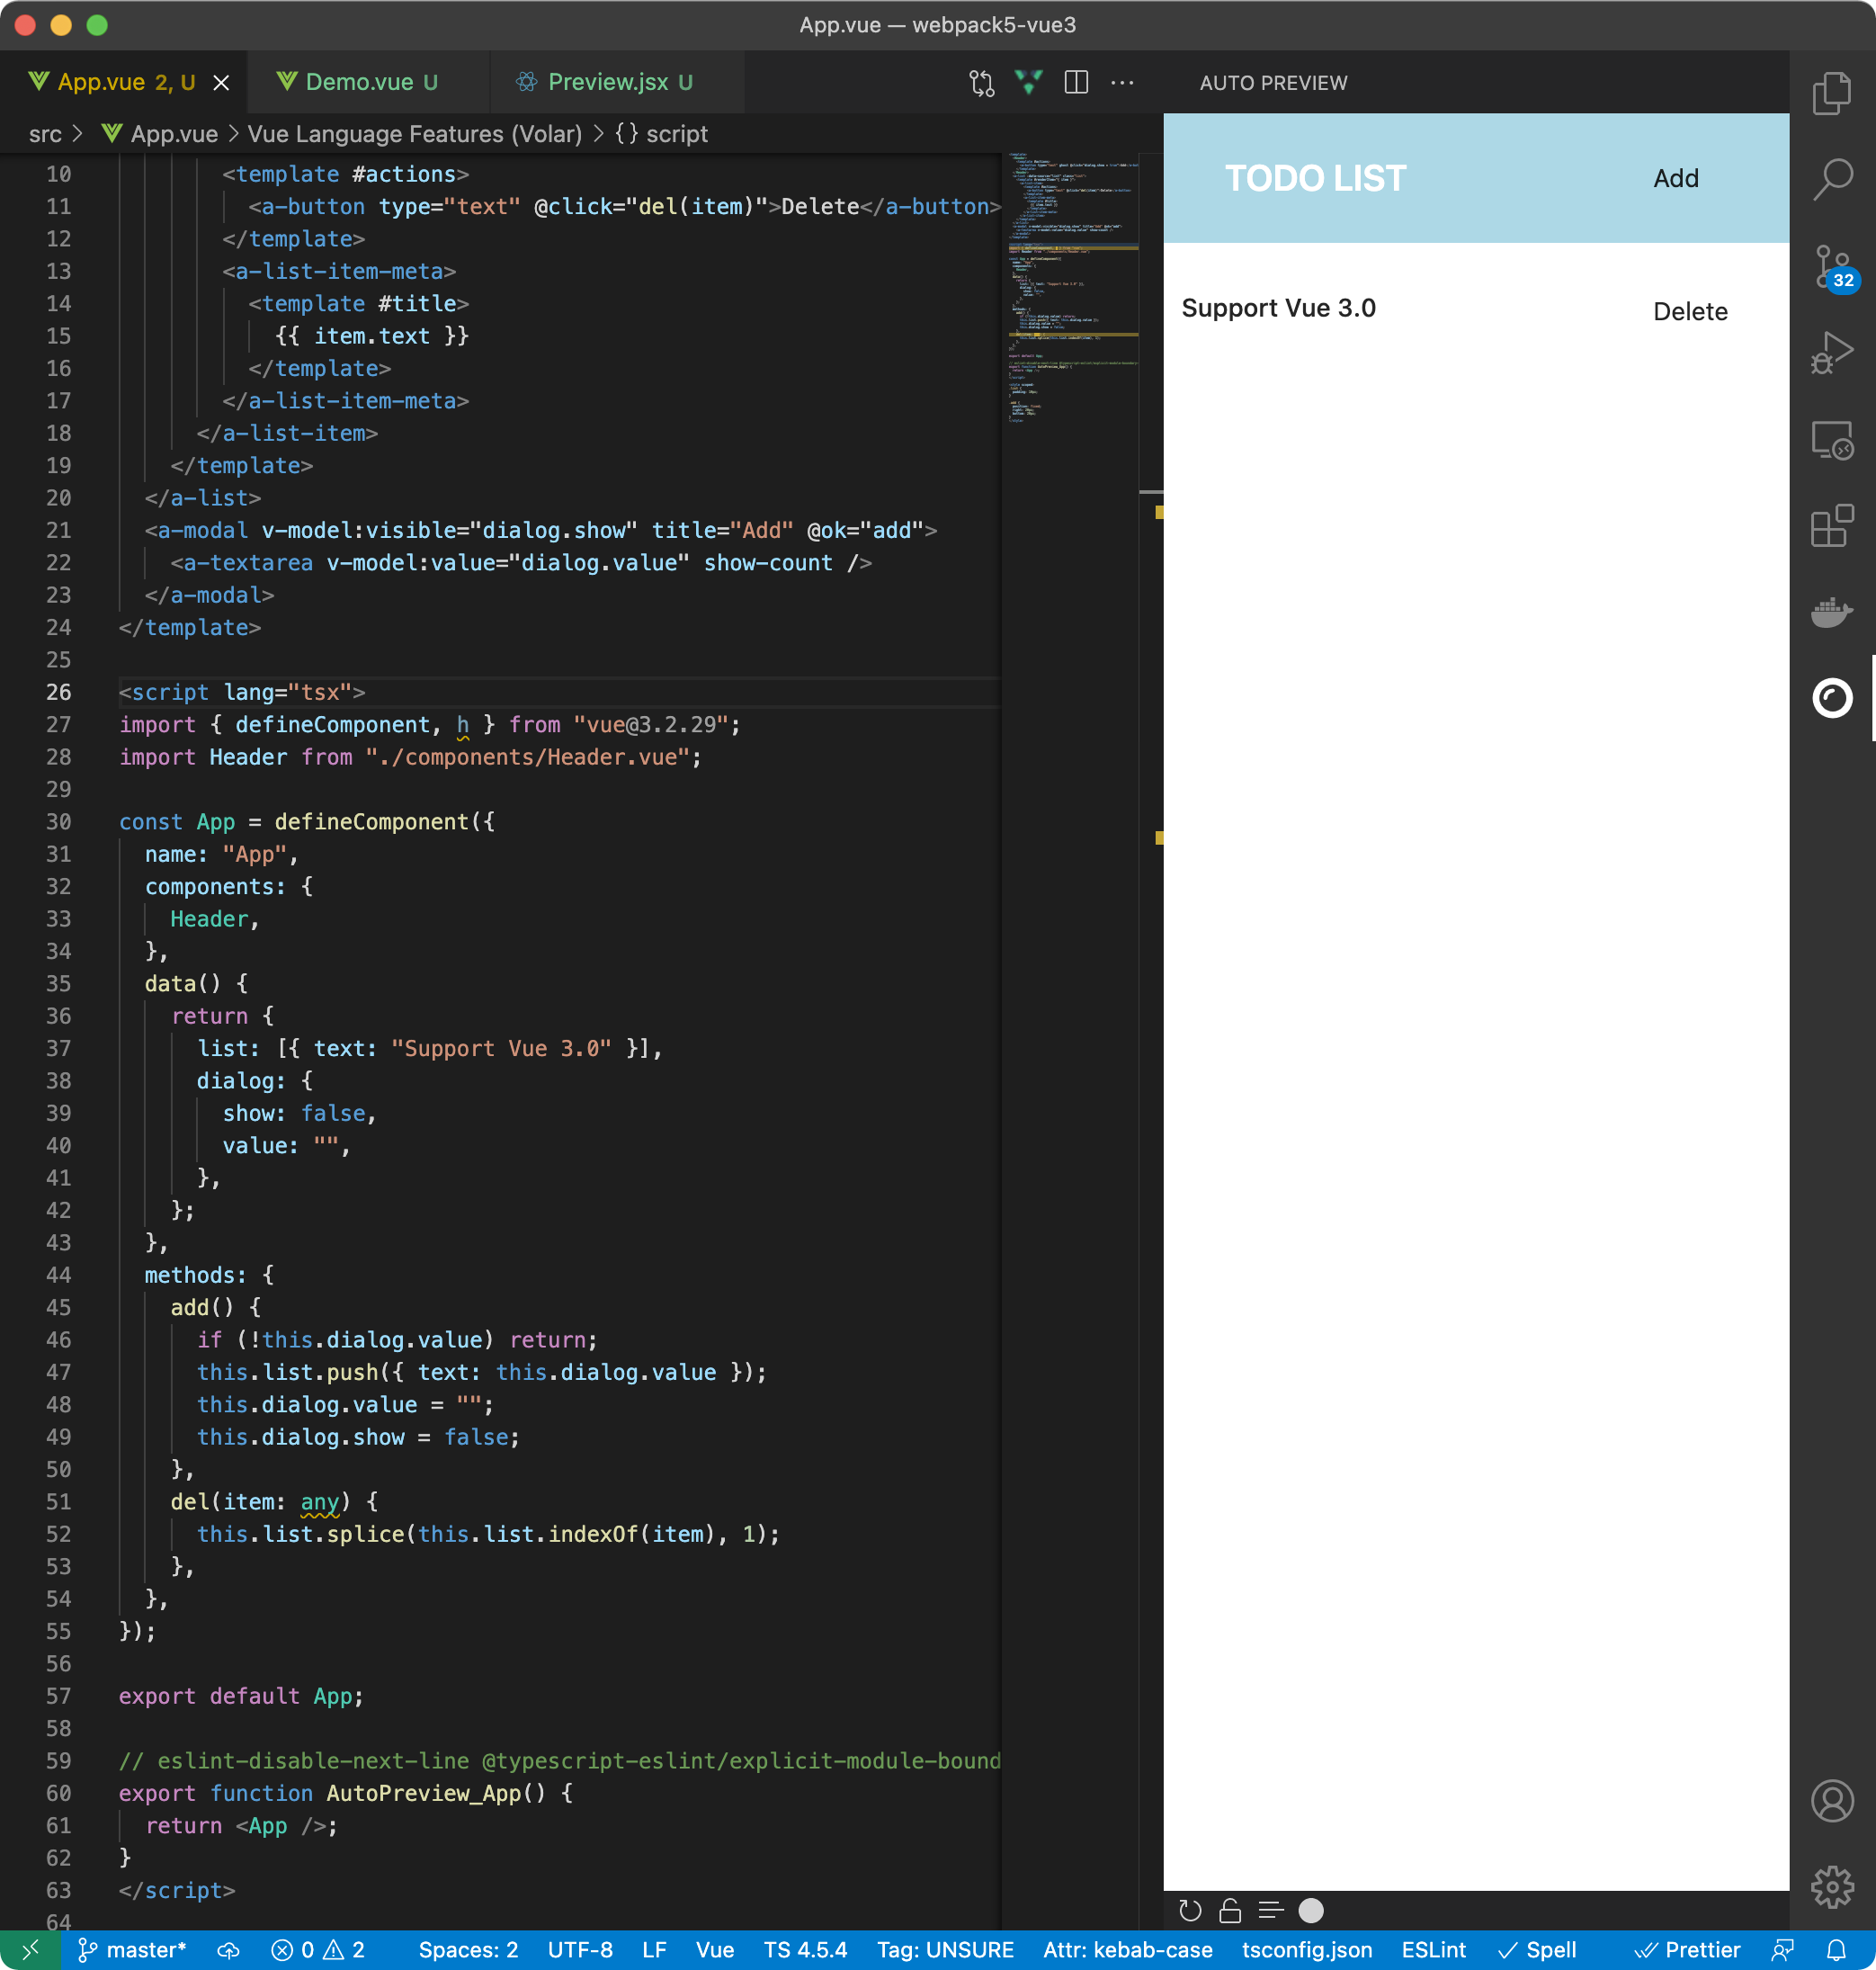 App.vue — webpack5-vue3
App.vue 2, U
Demo.vue U
Preview.jsx U
AUTO PREVIEW
src > App.vue > Vue Language Features (Volar) > {} script
10 <template #actions>
11 <a-button type="text" @click="del(item)">Delete</a-button>
12 </template>
13 <a-list-item-meta>
14 <template #title>
15 {{ item.text }}
16 </template>
17 </a-list-item-meta>
18 </a-list-item>
19 </template>
20 </a-list>
21 <a-modal v-model:visible="dialog.show" title="Add" @ok="add">
22 <a-textarea v-model:value="dialog.value" show-count />
23 </a-modal>
24 </template>
25
26 <script lang="tsx">
27 import { defineComponent, h } from "vue@3.2.29";
28 import Header from "./components/Header.vue";
29
30 const App = defineComponent({
31 name: "App",
32 components: {
33 Header,
34 },
35 data() {
36 return {
37 list: [{ text: "Support Vue 3.0" }],
38 dialog: {
39 show: false,
40 value: "",
41 },
42 };
43 },
44 methods: {
45 add() {
46 if (!this.dialog.value) return;
47 this.list.push({ text: this.dialog.value });
48 this.dialog.value = "";
49 this.dialog.show = false;
50 },
51 del(item: any) {
52 this.list.splice(this.list.indexOf(item), 1);
53 },
54 },
55 });
56
57 export default App;
58
59 // eslint-disable-next-line @typescript-eslint/explicit-module-bound
60 export function AutoPreview_App() {
61 return <App />;
62 }
63 </script>
64
TODO LIST
Add
Support Vue 3.0
Delete
32
master* 0 2 Spaces: 2 UTF-8 LF Vue TS 4.5.4 Tag: UNSURE Attr: kebab-case tsconfig.json ESLint Spell Prettier